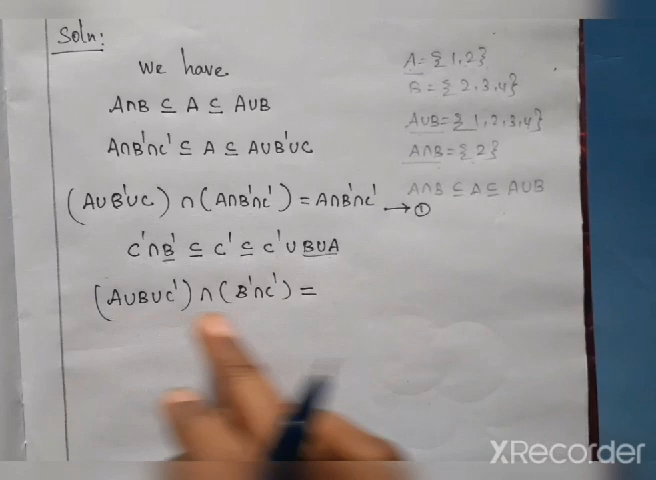 Soln:
We have
A∩B ⊆ A ⊆ A∪B
A∩B'∩C' ⊆ A ⊆ A∪B'∪C
(A∪B'∪C) ∩ (A∩B'∩C') = A∩B'∩C' → ①
C'∩B' ⊆ C' ⊆ C'∪B∪A
(A∪B∪C') ∩ (B'∩C') =
A = {1,2}
B = {2,3,4}
A∪B = {1,2,3,4}
A∩B = {2}
A∩B ⊆ A ⊆ A∪B
XRecorder